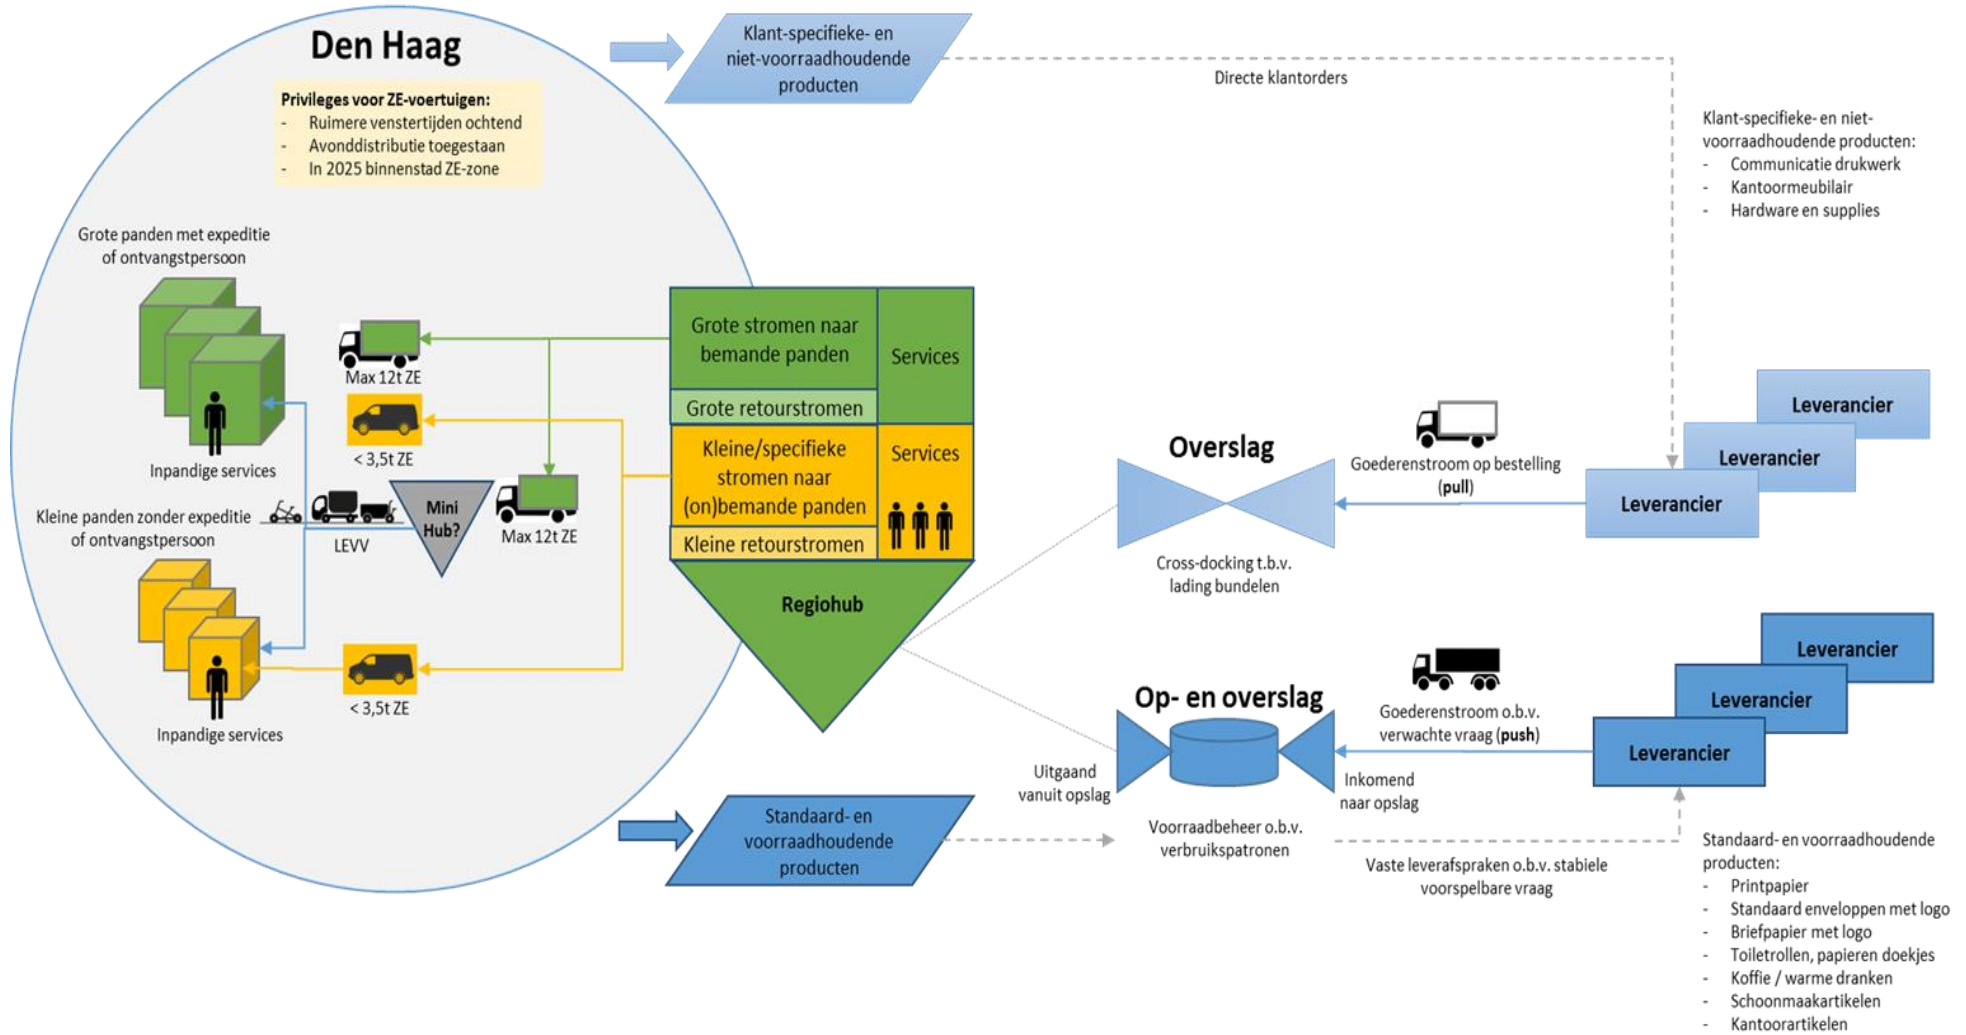 Den Haag
Privileges voor ZE-voertuigen:
- Ruimere venstertijden ochtend
- Avonddistributie toegestaan
- In 2025 binnenstad ZE-zone
Klant-specifieke- en
niet-voorraadhoudende
producten
Directe klantorders
Klant-specifieke- en niet-
voorraadhoudende producten:
- Communicatie drukwerk
- Kantoormeubilair
- Hardware en supplies
Grote panden met expeditie
of ontvangstpersoon
Inpandige services
Max 12t ZE
< 3,5t ZE
Kleine panden zonder expeditie
of ontvangstpersoon
LEVV
Mini
Hub?
Max 12t ZE
Inpandige services
< 3,5t ZE
Grote stromen naar
bemande panden
Services
Grote retourstromen
Kleine/specifieke
stromen naar
(on)bemande panden
Services
Kleine retourstromen
Regiohub
Overslag
Cross-docking t.b.v.
lading bundelen
Goederenstroom op bestelling
(pull)
Leverancier
Leverancier
Leverancier
Op- en overslag
Uitgaand
vanuit opslag
Inkomend
naar opslag
Goederenstroom o.b.v.
verwachte vraag (push)
Leverancier
Leverancier
Leverancier
Standaard- en
voorraadhoudende
producten
Voorraadbeheer o.b.v.
verbruikspatronen
Vaste leverafspraken o.b.v. stabiele
voorspelbare vraag
Standaard- en voorraadhoudende
producten:
- Printpapier
- Standaard enveloppen met logo
- Briefpapier met logo
- Toiletrollen, papieren doekjes
- Koffie / warme dranken
- Schoonmaakartikelen
- Kantoorartikelen